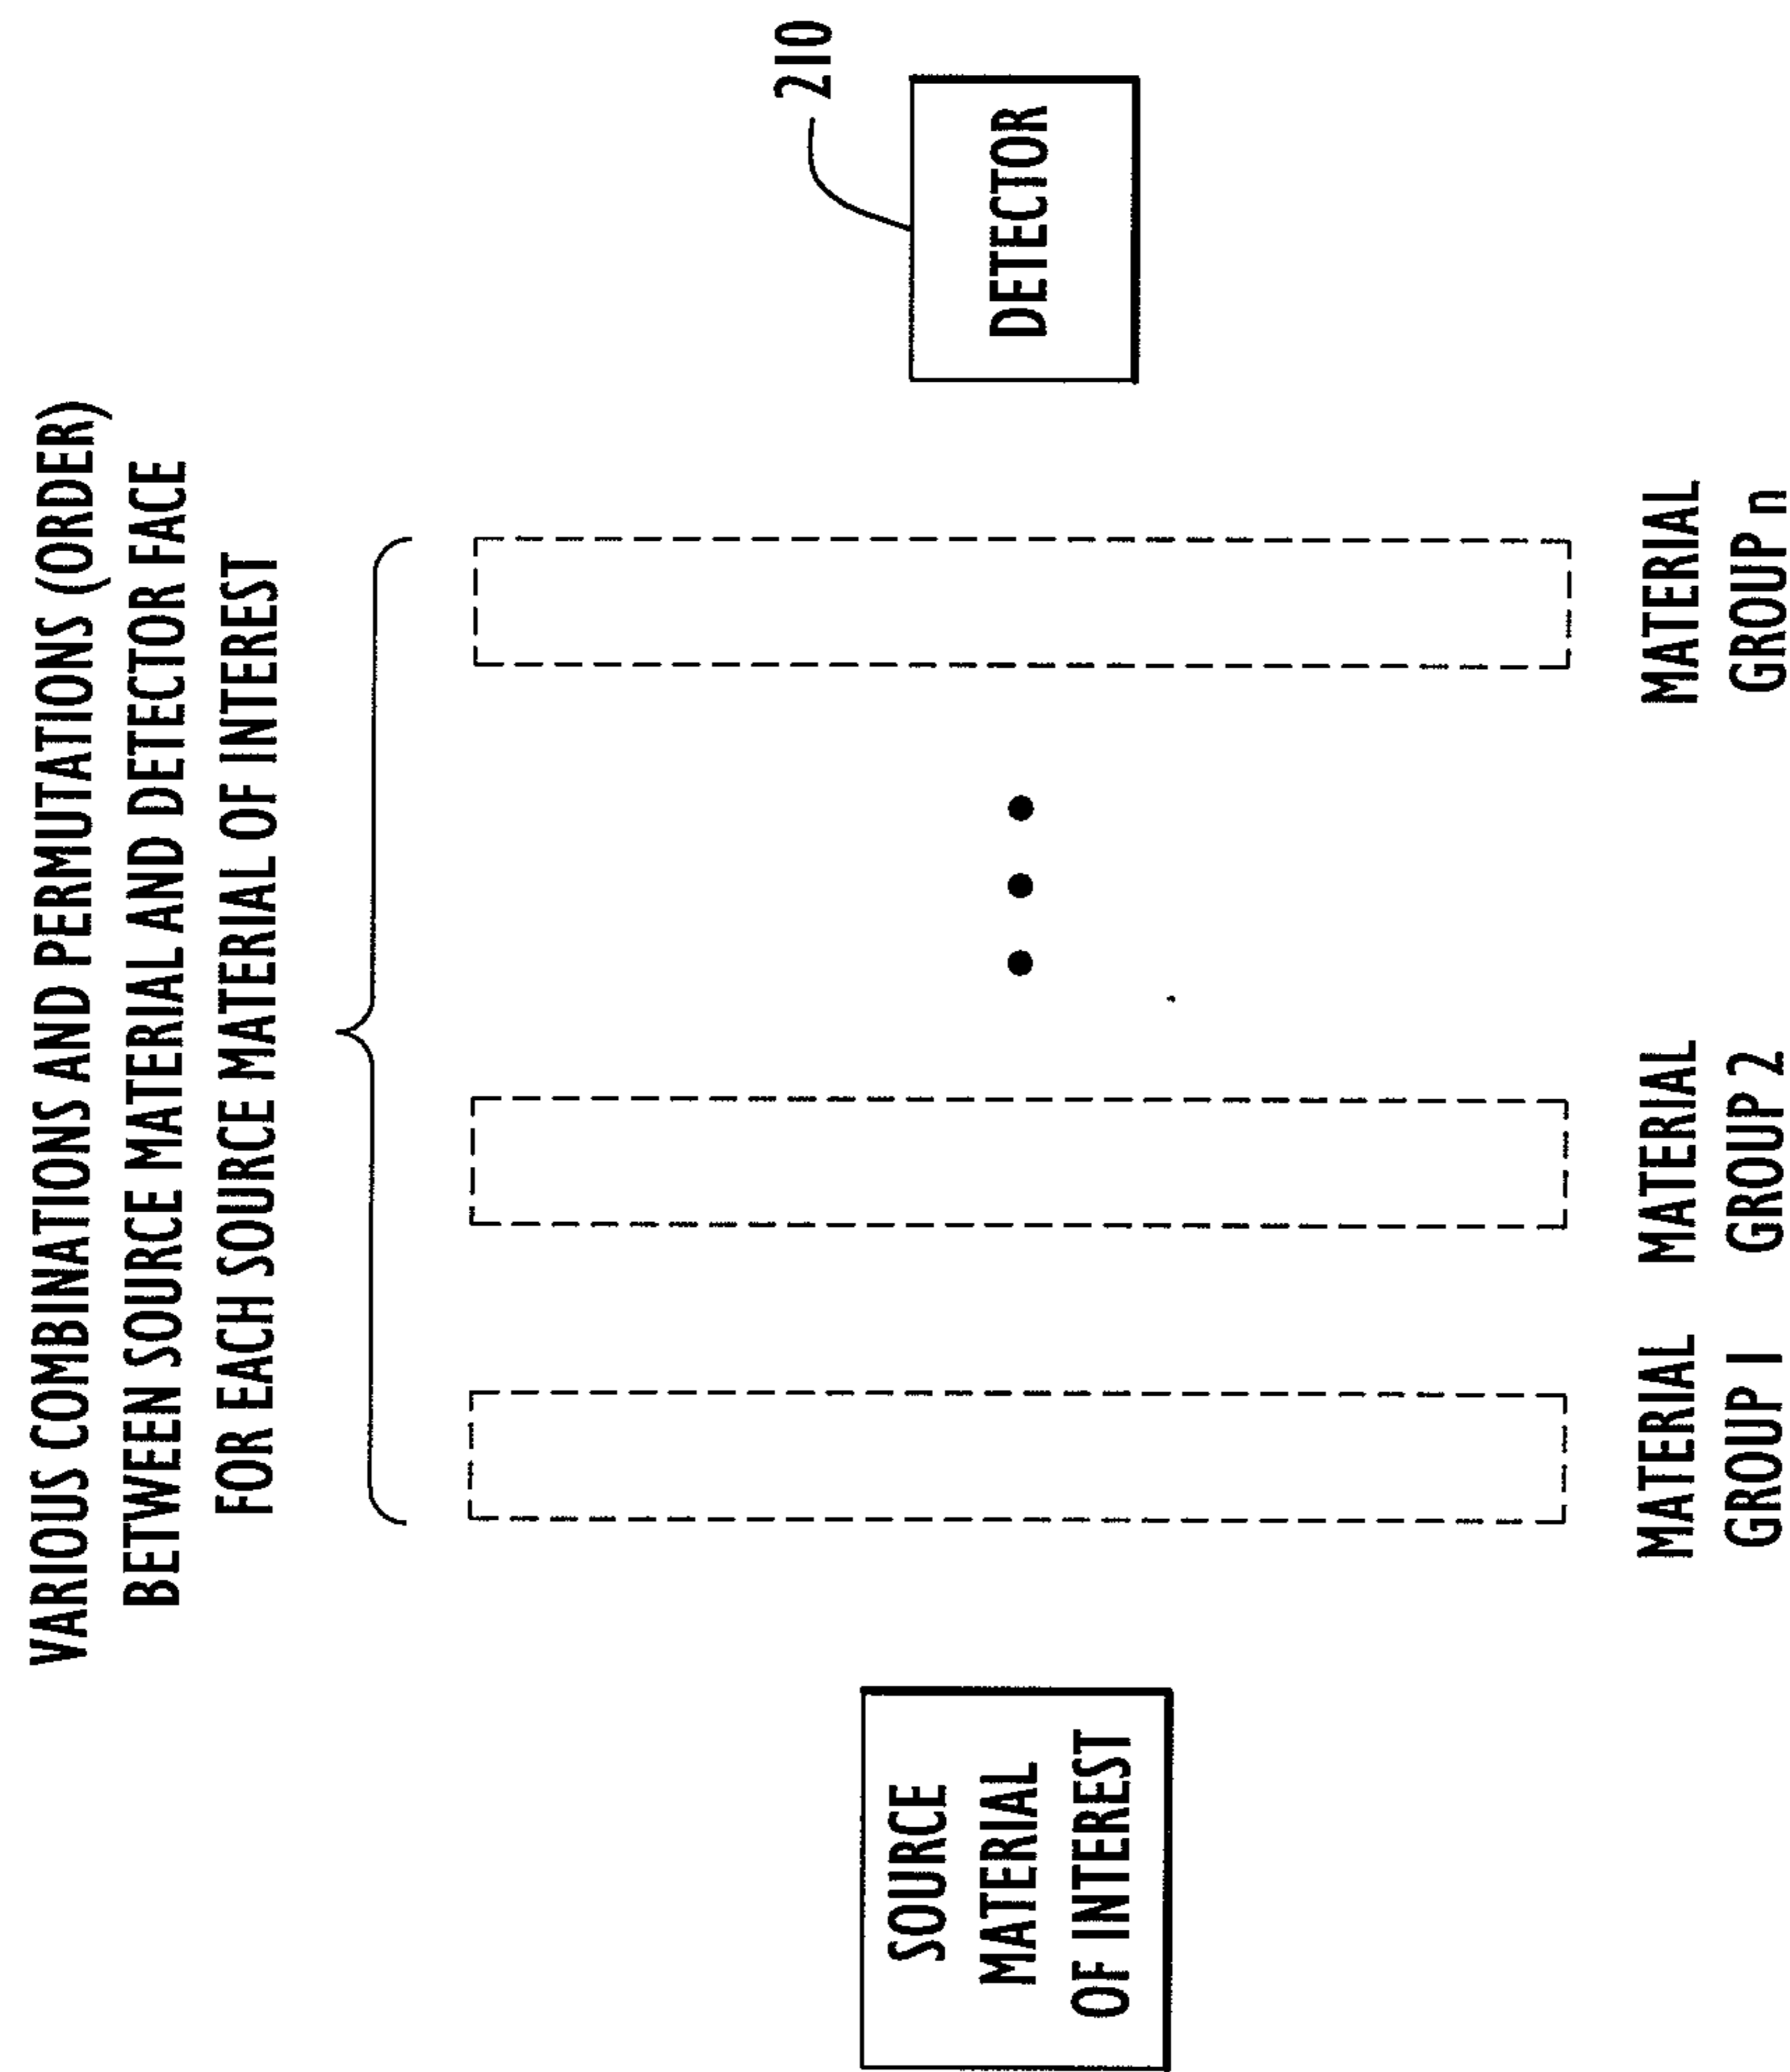 VARIOUS COMBINATIONS AND PERMUTATIONS (ORDER)
BETWEEN SOURCE MATERIAL AND DETECTOR FACE
FOR EACH SOURCE MATERIAL OF INTEREST
210
SOURCE
MATERIAL
OF INTEREST
DETECTOR
MATERIAL
GROUP 1
MATERIAL
GROUP 2
MATERIAL
GROUP n